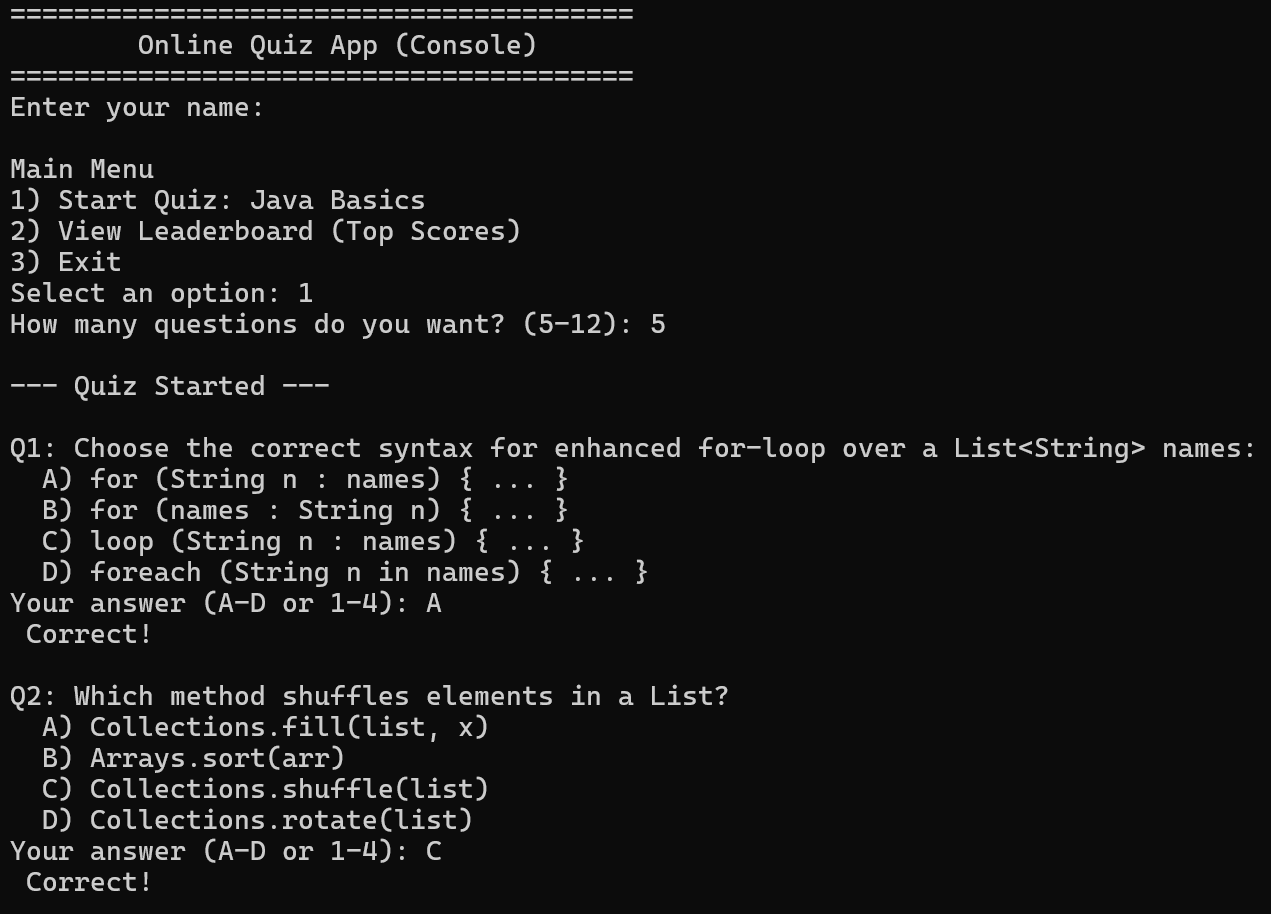 =======================================
        Online Quiz App (Console)
=======================================
Enter your name:

Main Menu
1) Start Quiz: Java Basics
2) View Leaderboard (Top Scores)
3) Exit
Select an option: 1
How many questions do you want? (5-12): 5

--- Quiz Started ---

Q1: Choose the correct syntax for enhanced for-loop over a List<String> names:
  A) for (String n : names) { ... }
  B) for (names : String n) { ... }
  C) loop (String n : names) { ... }
  D) foreach (String n in names) { ... }
Your answer (A-D or 1-4): A
 Correct!

Q2: Which method shuffles elements in a List?
  A) Collections.fill(list, x)
  B) Arrays.sort(arr)
  C) Collections.shuffle(list)
  D) Collections.rotate(list)
Your answer (A-D or 1-4): C
 Correct!